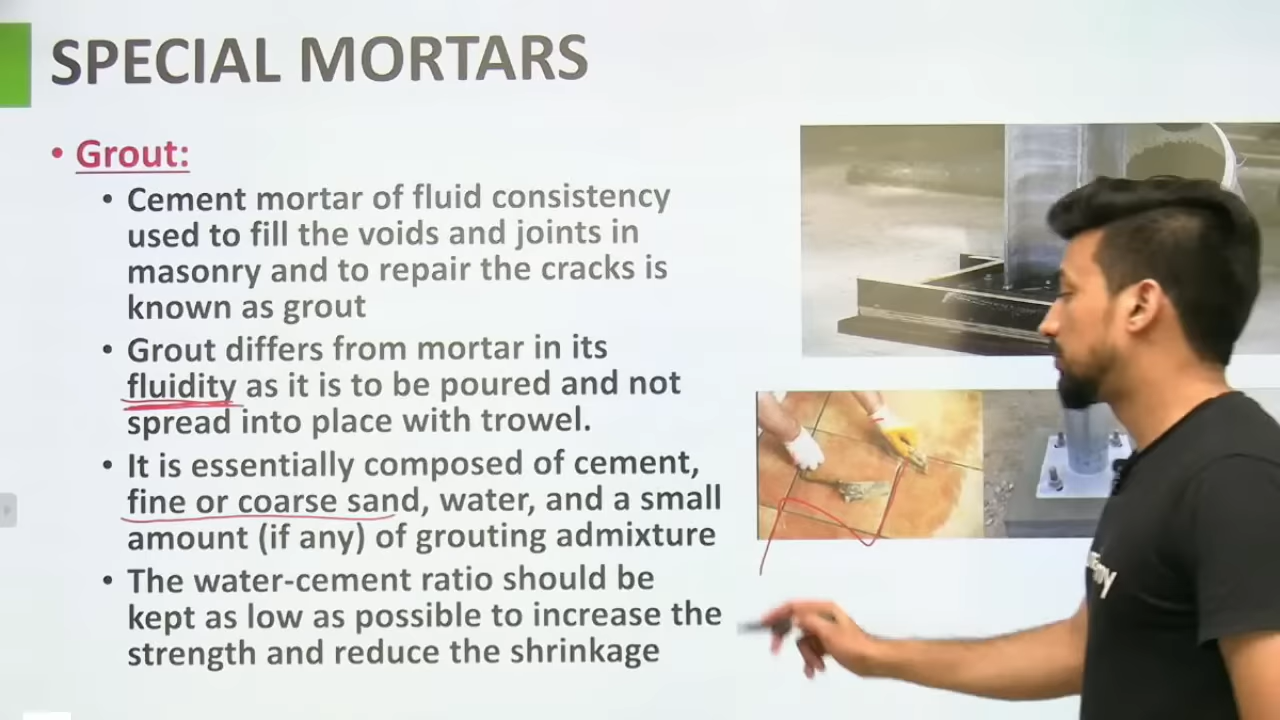 SPECIAL MORTARS
• Grout:
• Cement mortar of fluid consistency
used to fill the voids and joints in
masonry and to repair the cracks is
known as grout
• Grout differs from mortar in its
fluidity as it is to be poured and not
spread into place with trowel.
• It is essentially composed of cement,
fine or coarse sand, water, and a small
amount (if any) of grouting admixture
• The water-cement ratio should be
kept as low as possible to increase the
strength and reduce the shrinkage